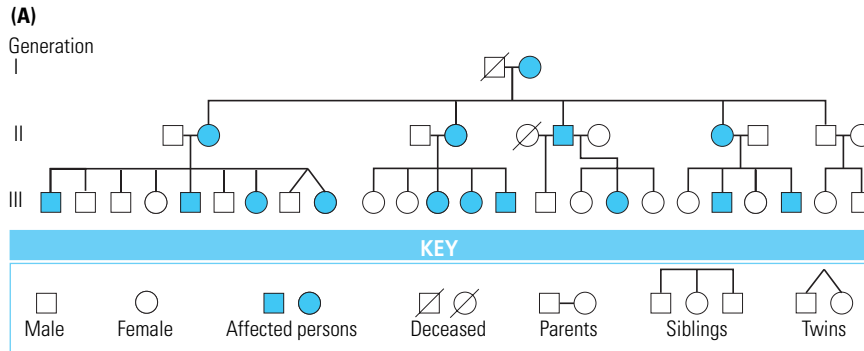 (A)
Generation
I
II
III
KEY
Male Female Affected persons Deceased Parents Siblings Twins